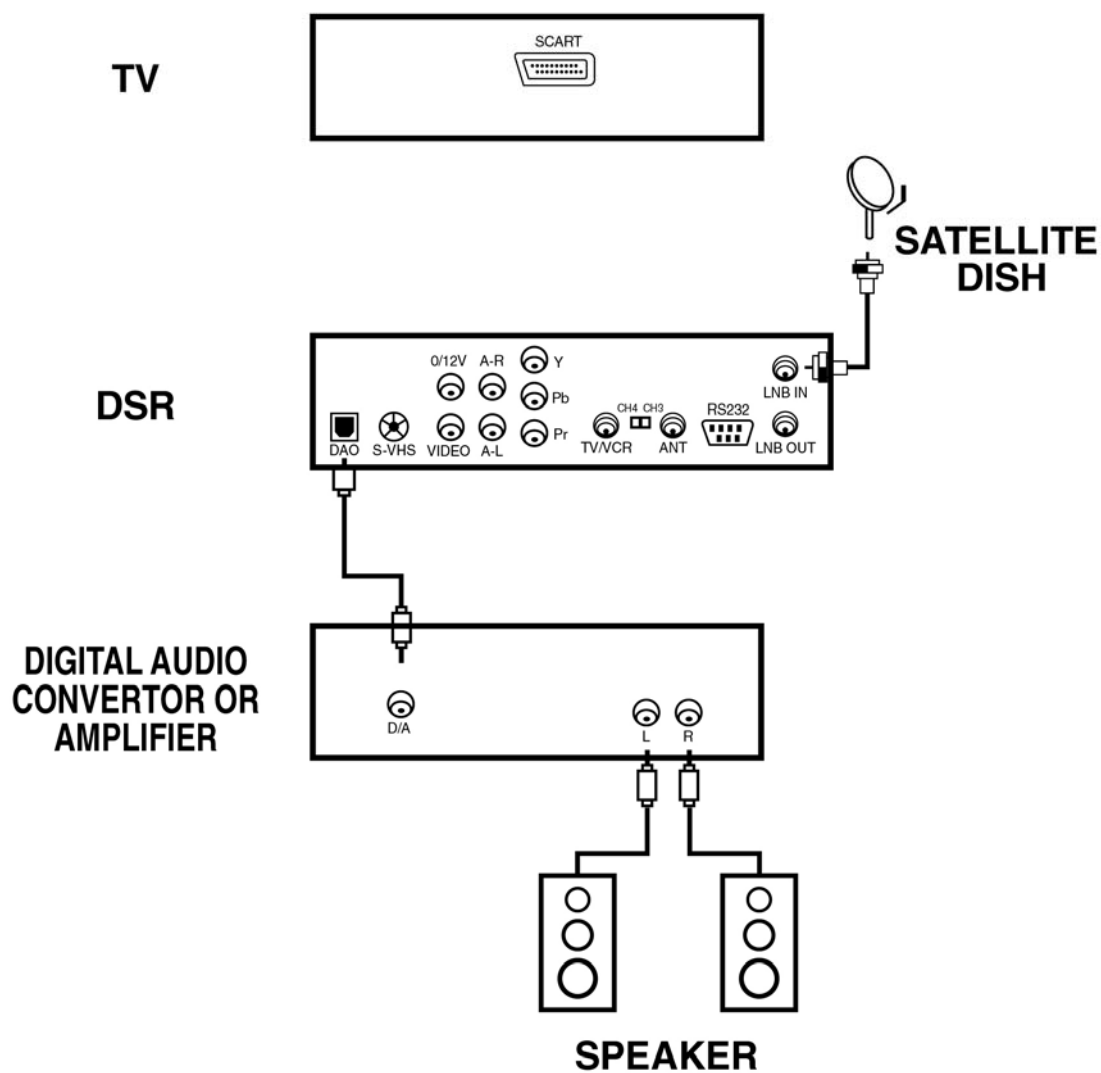 SCART
TV
SATELLITE
DISH
DSR
0/12V A-R Y
Pb
Pr
LNB IN
CH4 CH3 RS232
DAO S-VHS VIDEO A-L TV/VCR ANT LNB OUT
DIGITAL AUDIO
CONVERTOR OR
AMPLIFIER
D/A
L R
SPEAKER